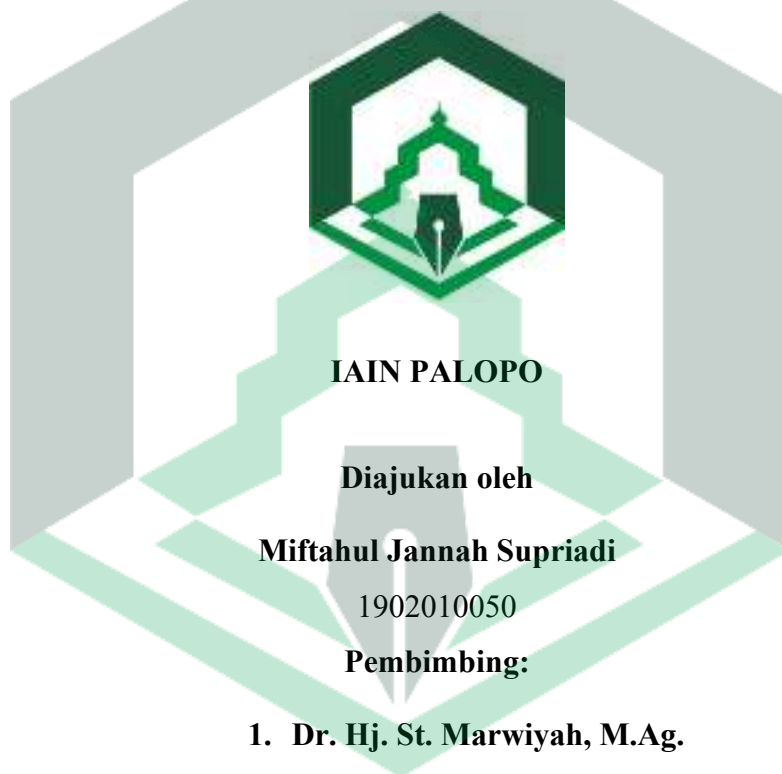 IAIN PALOPO
Diajukan oleh
Miftahul Jannah Supriadi
1902010050
Pembimbing:
1. Dr. Hj. St. Marwiyah, M.Ag.